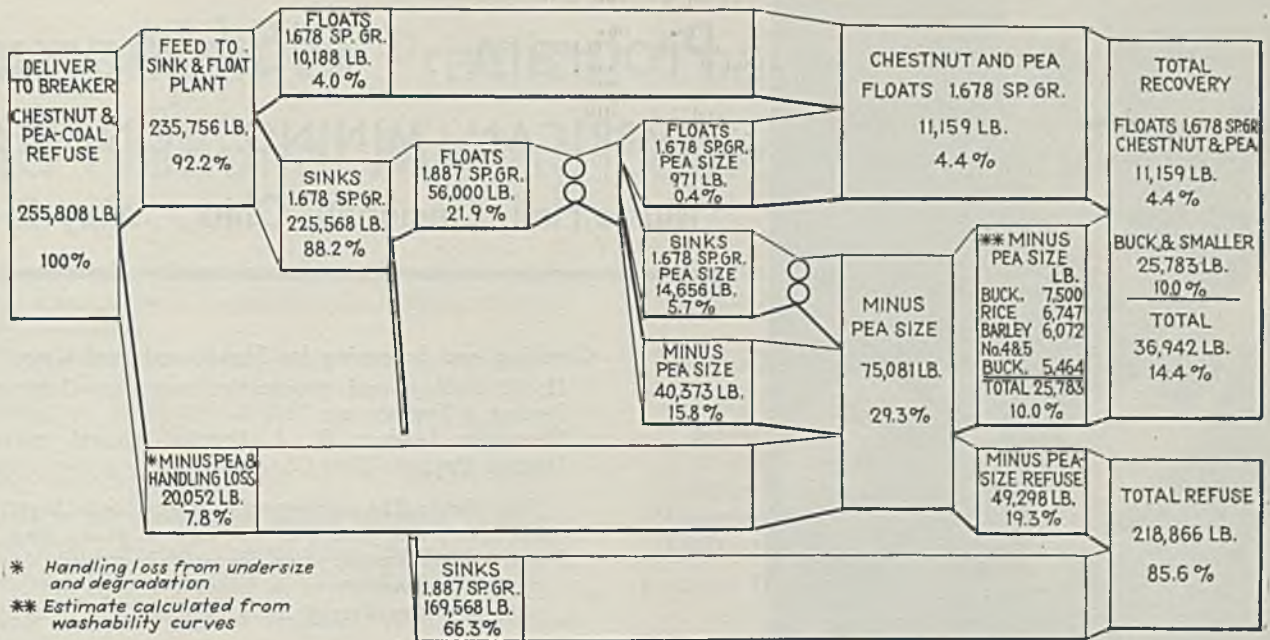 DELIVER
TO BREAKER
CHESTNUT &
PEA-COAL
REFUSE
255,808 LB.
100%
FEED TO
SINK & FLOAT
PLANT
235,756 LB.
92.2%
FLOATS
1.678 SP. GR.
10,188 LB.
4.0%
SINKS
1.678 SP.GR.
225,568 LB.
88.2%
*MINUS PEA &
HANDLING LOSS
20,052 LB.
7.8%
FLOATS
1.887 SP.GR.
56,000 LB.
21.9%
SINKS
1.887 SP.GR.
169,568 LB.
66.3%
FLOATS
1.678 SP.GR.
PEA SIZE
971 LB.
0.4%
SINKS
1.678 SP.GR.
PEA SIZE
14,656 LB.
5.7%
MINUS
PEA SIZE
40,373 LB.
15.8%
CHESTNUT AND PEA
FLOATS 1.678 SP. GR.
11,159 LB.
4.4%
MINUS
PEA SIZE
75,081 LB.
29.3%
** MINUS
PEA SIZE
LB.
BUCK. 7,500
RICE 6,747
BARLEY 6,072
No.4&5
BUCK. 5,464
TOTAL 25,783
10.0%
MINUS PEA-
SIZE REFUSE
49,298 LB.
19.3%
TOTAL
RECOVERY
FLOATS 1.678 SP.GR.
CHESTNUT & PEA
11,159 LB.
4.4%
BUCK. & SMALLER
25,783 LB.
10.0%
TOTAL
36,942 LB.
14.4%
TOTAL REFUSE
218,866 LB.
85.6%
* Handling loss from undersize
and degradation
** Estimate calculated from
washability curves